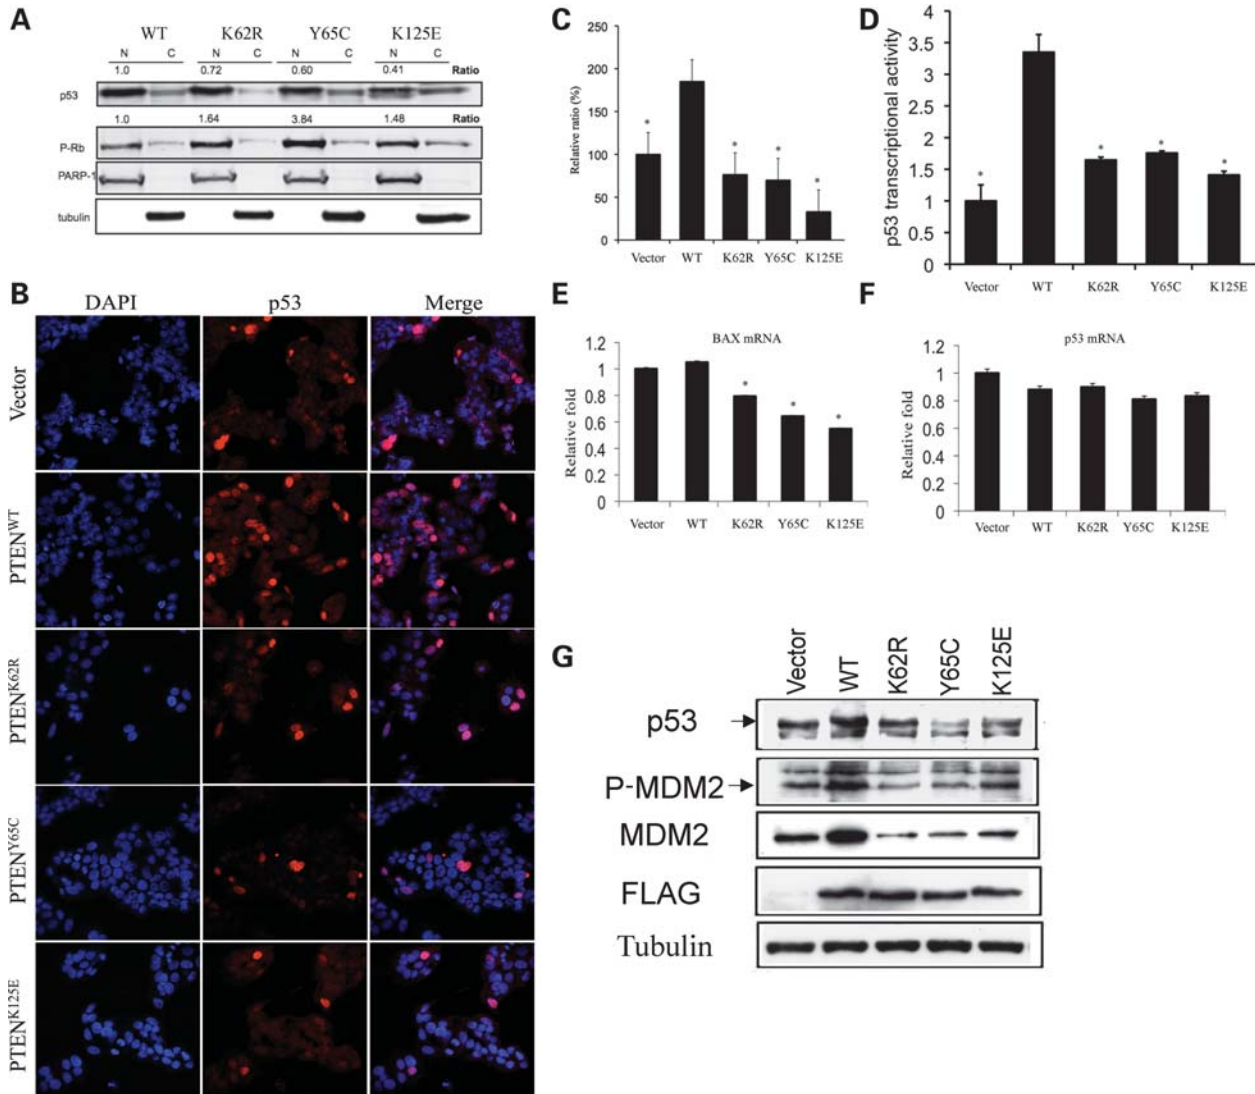 A
WT K62R Y65C K125E
N C N C N C N C
1.0 0.72 0.60 0.41 Ratio
p53
1.0 1.64 3.84 1.48 Ratio
P-Rb
PARP-1
tubulin
B
DAPI p53 Merge
Vector
PTEN^WT
PTEN^K62R
PTEN^Y65C
PTEN^K125E
C
Relative ratio (%)
250
200
150
100
50
0
* * * *
Vector WT K62R Y65C K125E
D
p53 transcriptional activity
4
3.5
3
2.5
2
1.5
1
0.5
0
* * * *
Vector WT K62R Y65C K125E
E
BAX mRNA
Relative fold
1.2
1
0.8
0.6
0.4
0.2
0
* * *
Vector WT K62R Y65C K125E
F
p53 mRNA
Relative fold
1.2
1
0.8
0.6
0.4
0.2
0
Vector WT K62R Y65C K125E
G
Vector WT K62R Y65C K125E
p53
P-MDM2
MDM2
FLAG
Tubulin